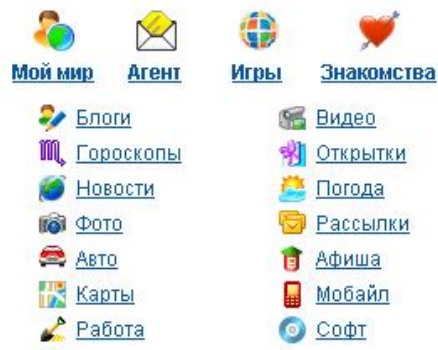 Мой мир Агент Игры Знакомства
Блоги Видео
Гороскопы Открытки
Новости Погода
Фото Рассылки
Авто Афиша
Карты Мобайл
Работа Софт